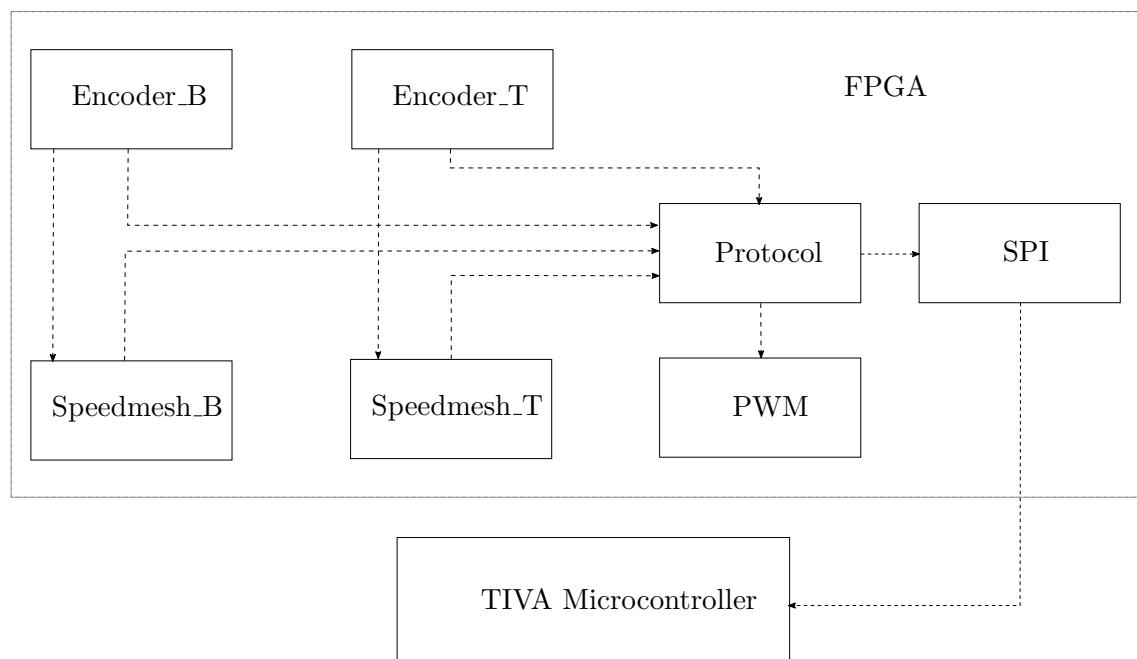 Encoder_B
Encoder_T
FPGA
Protocol
SPI
Speedmesh_B
Speedmesh_T
PWM
TIVA Microcontroller